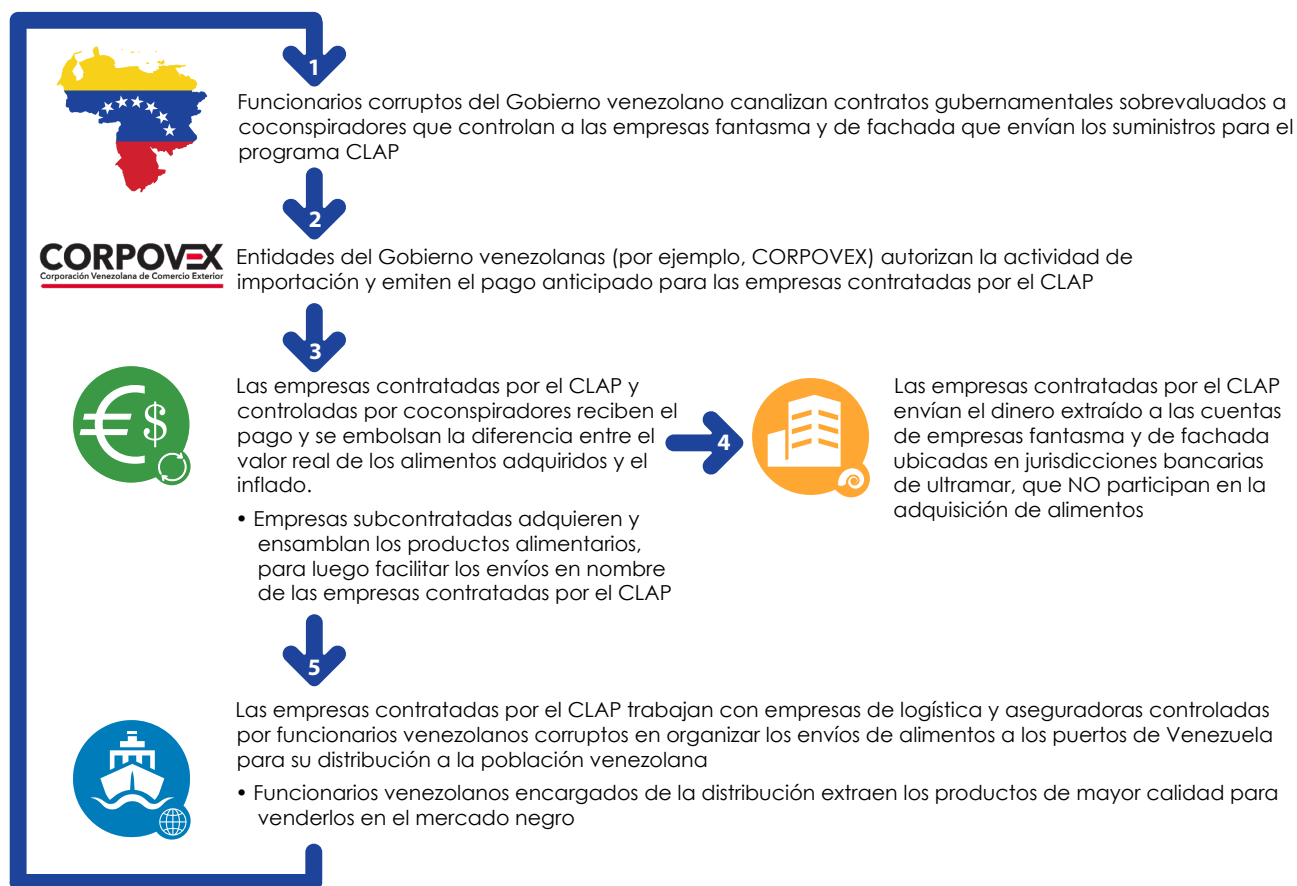 1
Funcionarios corruptos del Gobierno venezolano canalizan contratos gubernamentales sobrevaluados a
coconspiradores que controlan a las empresas fantasma y de fachada que envían los suministros para el
programa CLAP
2
CORPOVEX
Corporación Venezolana de Comercio Exterior
Entidades del Gobierno venezolanas (por ejemplo, CORPOVEX) autorizan la actividad de
importación y emiten el pago anticipado para las empresas contratadas por el CLAP
3
€ $
Las empresas contratadas por el CLAP y
controladas por coconspiradores reciben el
pago y se embolsan la diferencia entre el
valor real de los alimentos adquiridos y el
inflado.
• Empresas subcontratadas adquieren y
ensamblan los productos alimentarios,
para luego facilitar los envíos en nombre
de las empresas contratadas por el CLAP
4
Las empresas contratadas por el CLAP
envían el dinero extraído a las cuentas
de empresas fantasma y de fachada
ubicadas en jurisdicciones bancarias
de ultramar, que NO participan en la
adquisición de alimentos
5
Las empresas contratadas por el CLAP trabajan con empresas de logística y aseguradoras controladas
por funcionarios venezolanos corruptos en organizar los envíos de alimentos a los puertos de Venezuela
para su distribución a la población venezolana
• Funcionarios venezolanos encargados de la distribución extraen los productos de mayor calidad para
venderlos en el mercado negro